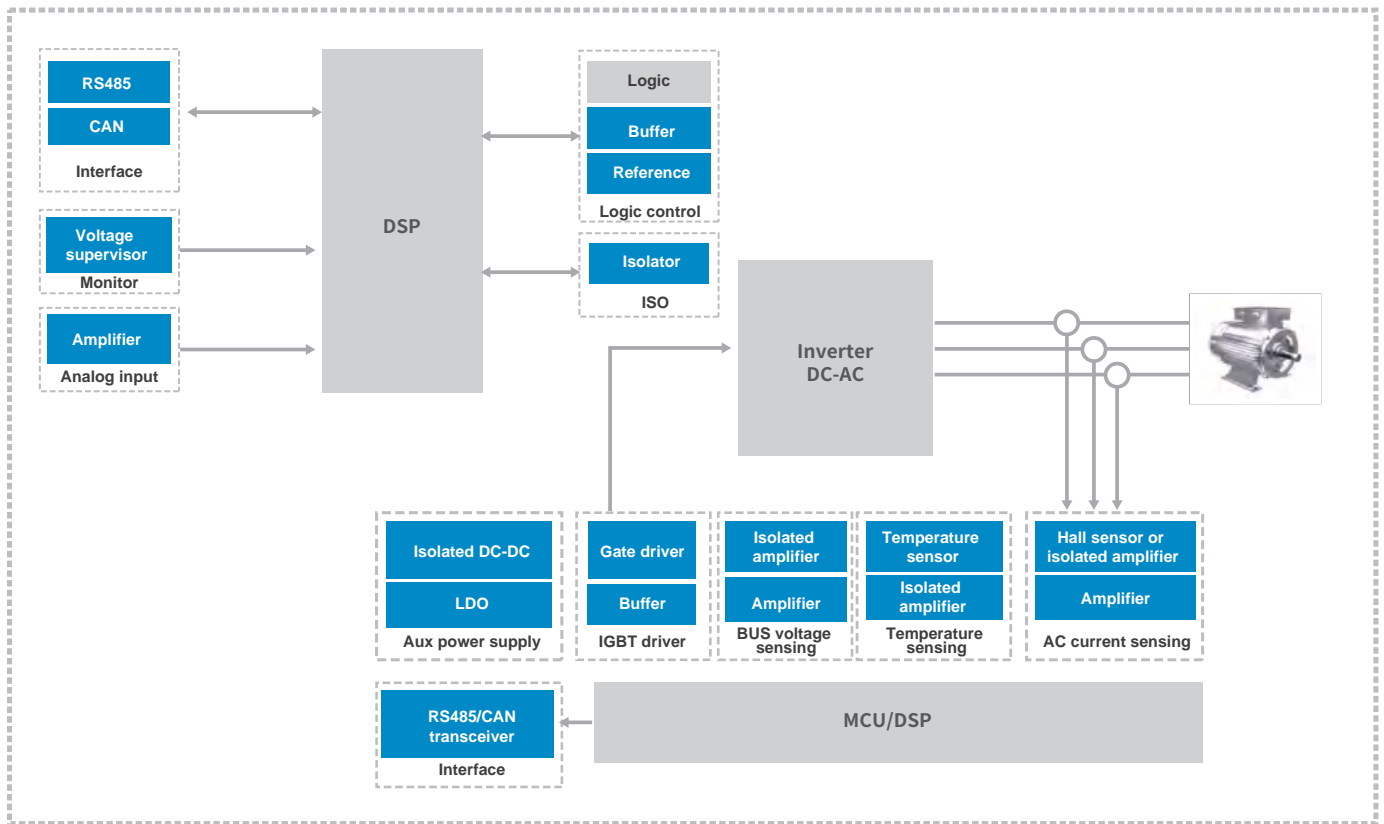 RS485
CAN
Interface
Voltage
supervisor
Monitor
Amplifier
Analog input
DSP
Logic
Buffer
Reference
Logic control
Isolator
ISO
Inverter
DC-AC
Isolated DC-DC
LDO
Aux power supply
Gate driver
Buffer
IGBT driver
Isolated
amplifier
Amplifier
BUS voltage
sensing
Temperature
sensor
Isolated
amplifier
Temperature
sensing
Hall sensor or
isolated amplifier
Amplifier
AC current sensing
RS485/CAN
transceiver
Interface
MCU/DSP